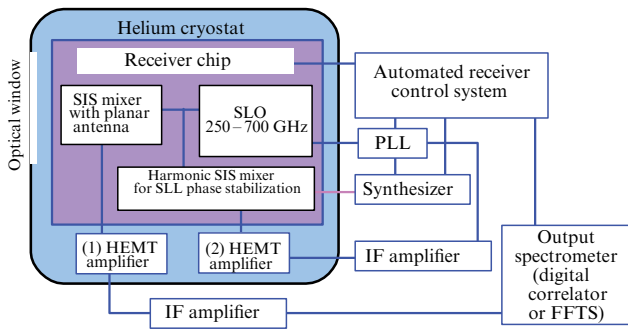 Helium cryostat
Optical window
Receiver chip
SIS mixer
with planar
antenna
SLO
250–700 GHz
Harmonic SIS mixer
for SLL phase stabilization
(1) HEMT
amplifier
(2) HEMT
amplifier
Automated receiver
control system
PLL
Synthesizer
IF amplifier
IF amplifier
Output
spectrometer
(digital
correlator
or FFTS)